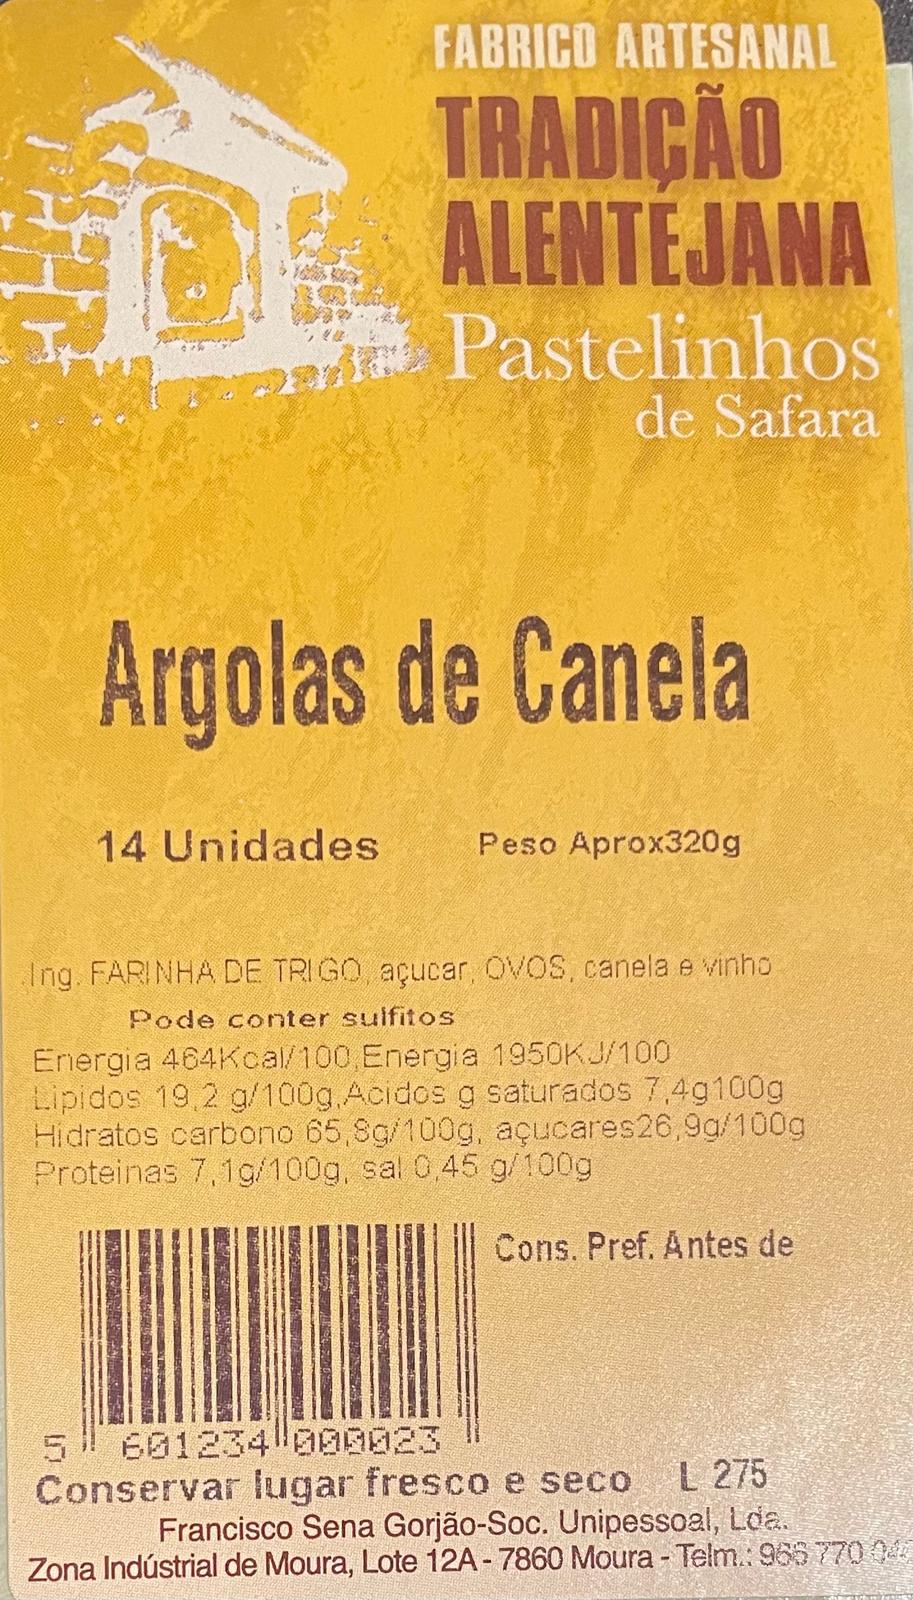 FABRICO ARTESANAL
TRADIÇÃO
ALENTEJANA
Pastelinhos
de Safara
Argolas de Canela
14 Unidades Peso Aprox320g
Ing. FARINHA DE TRIGO, açucar, OVOS, canela e vinho
Pode conter sulfitos
Energia 464Kcal/100,Energia 1950KJ/100
Lipidos 19,2 g/100g,Acidos g saturados 7,4g100g
Hidratos carbono 65,8g/100g, açucares26,9g/100g
Proteinas 7,1g/100g, sal 0,45 g/100g
Cons. Pref. Antes de
5 601234 000023
Conservar lugar fresco e seco L 275
Francisco Sena Gorjão-Soc. Unipessoal, Lda.
Zona Indústrial de Moura, Lote 12A - 7860 Moura - Telm.: 966 770